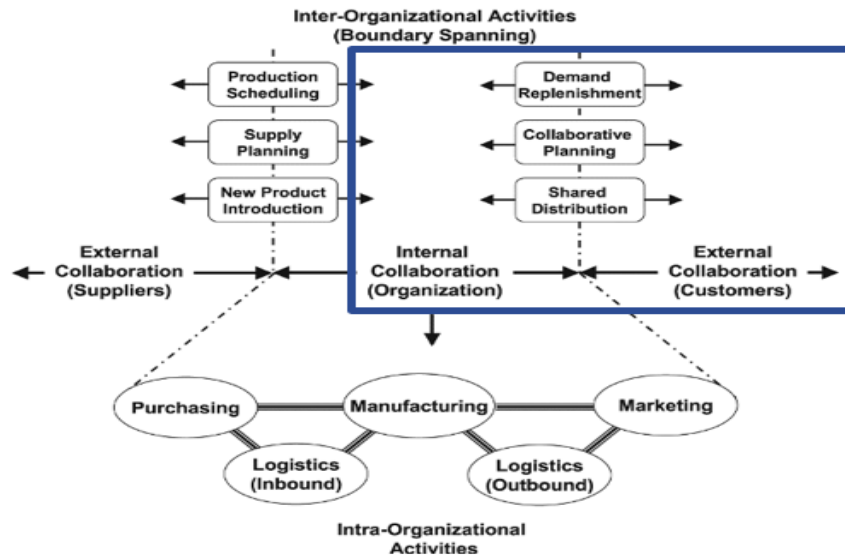 Inter-Organizational Activities
(Boundary Spanning)
Production
Scheduling
Demand
Replenishment
Supply
Planning
Collaborative
Planning
New Product
Introduction
Shared
Distribution
External
Collaboration
(Suppliers)
Internal
Collaboration
(Organization)
External
Collaboration
(Customers)
Purchasing
Manufacturing
Marketing
Logistics
(Inbound)
Logistics
(Outbound)
Intra-Organizational
Activities